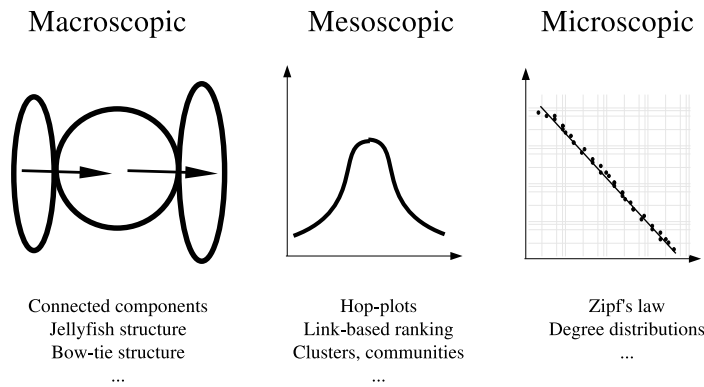 Macroscopic
Mesoscopic
Microscopic
Connected components
Jellyfish structure
Bow-tie structure
...
Hop-plots
Link-based ranking
Clusters, communities
...
Zipf's law
Degree distributions
...